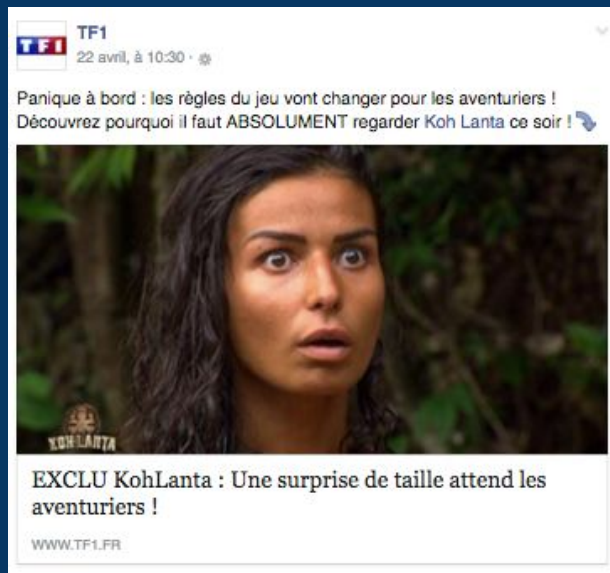 TF1
TF1
22 avril, à 10:30 ·
Panique à bord : les règles du jeu vont changer pour les aventuriers !
Découvrez pourquoi il faut ABSOLUMENT regarder Koh Lanta ce soir !
KOH-LANTA
EXCLU KohLanta : Une surprise de taille attend les
aventuriers !
WWW.TF1.FR